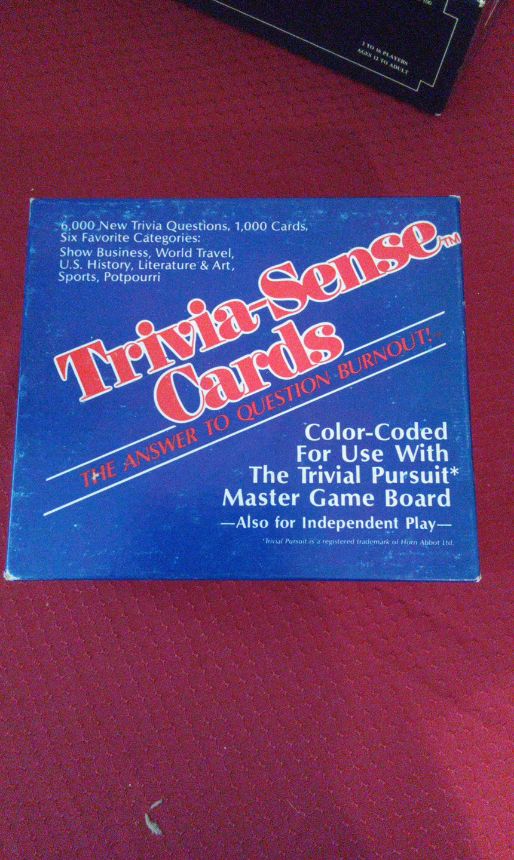 2 TO 36 PLAYERS
AGES 12 TO ADULT
6,000 New Trivia Questions, 1,000 Cards,
Six Favorite Categories:
Show Business, World Travel,
U.S. History, Literature & Art,
Sports, Potpourri
Trivia-Sense™
Cards
THE ANSWER TO QUESTION BURNOUT!
Color-Coded
For Use With
The Trivial Pursuit*
Master Game Board
—Also for Independent Play—
*Trivial Pursuit is a registered trademark of Horn Abbot Ltd.